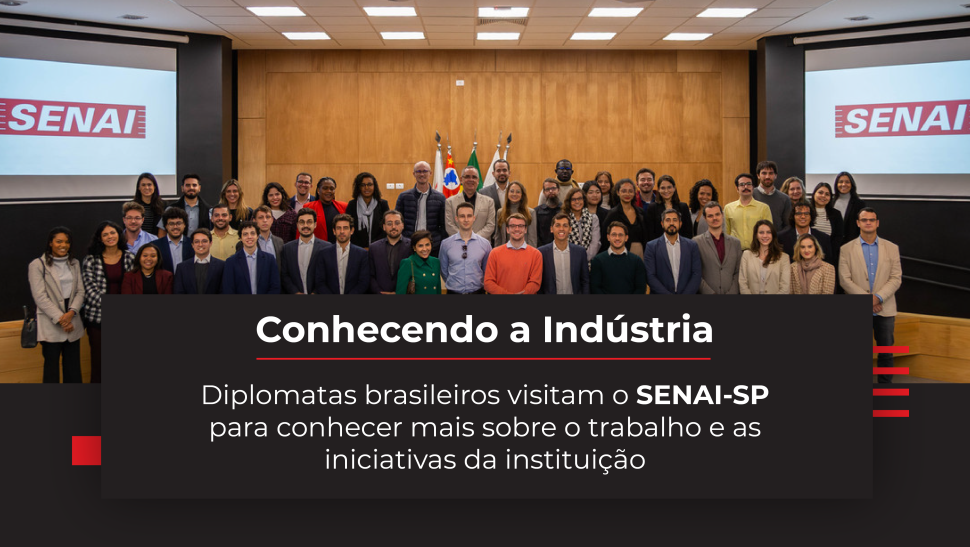 SENAI
SENAI
Conhecendo a Indústria
Diplomatas brasileiros visitam o SENAI-SP
para conhecer mais sobre o trabalho e as
iniciativas da instituição